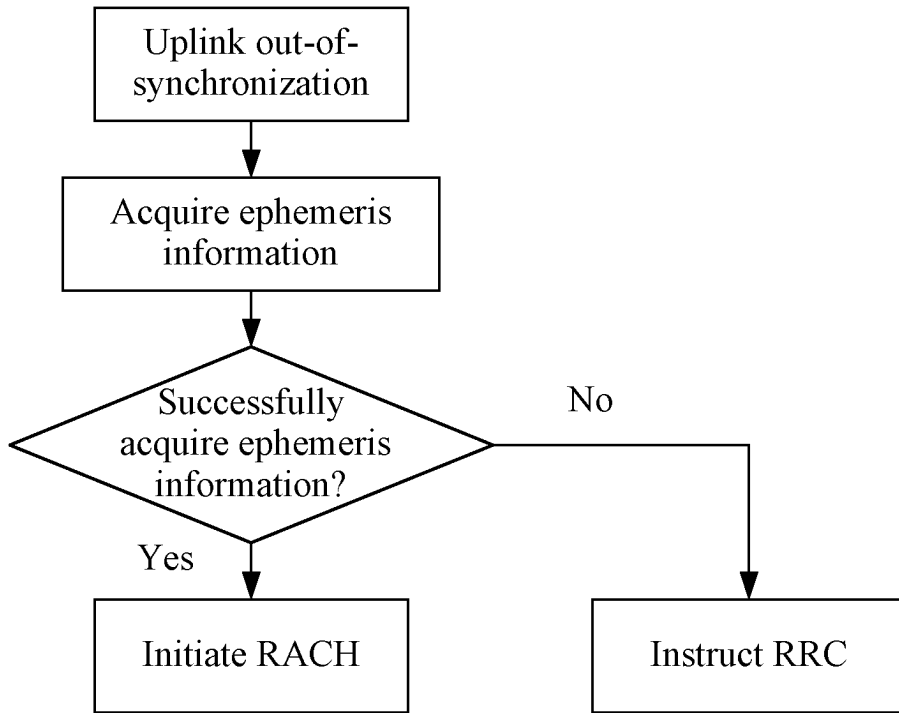 Uplink out-of-
synchronization
Acquire ephemeris
information
Successfully
acquire ephemeris
information?
No
Yes
Initiate RACH
Instruct RRC